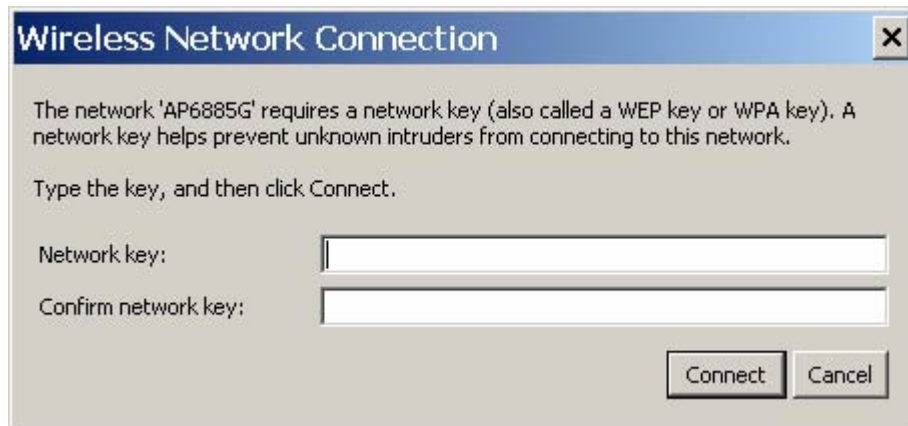 Wireless Network Connection
The network 'AP6885G' requires a network key (also called a WEP key or WPA key). A
network key helps prevent unknown intruders from connecting to this network.
Type the key, and then click Connect.
Network key:
Confirm network key:
Connect Cancel